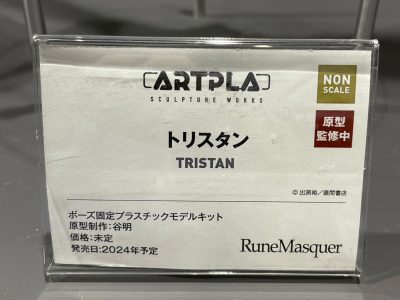 ARTPLA
SCULPTURE WORKS
NON
SCALE
原型
監修中
トリスタン
TRISTAN
© 出渕裕／徳間書店
ポーズ固定プラスチックモデルキット
原型制作：谷明
価格：未定
発売日：2024年予定
RuneMasquer